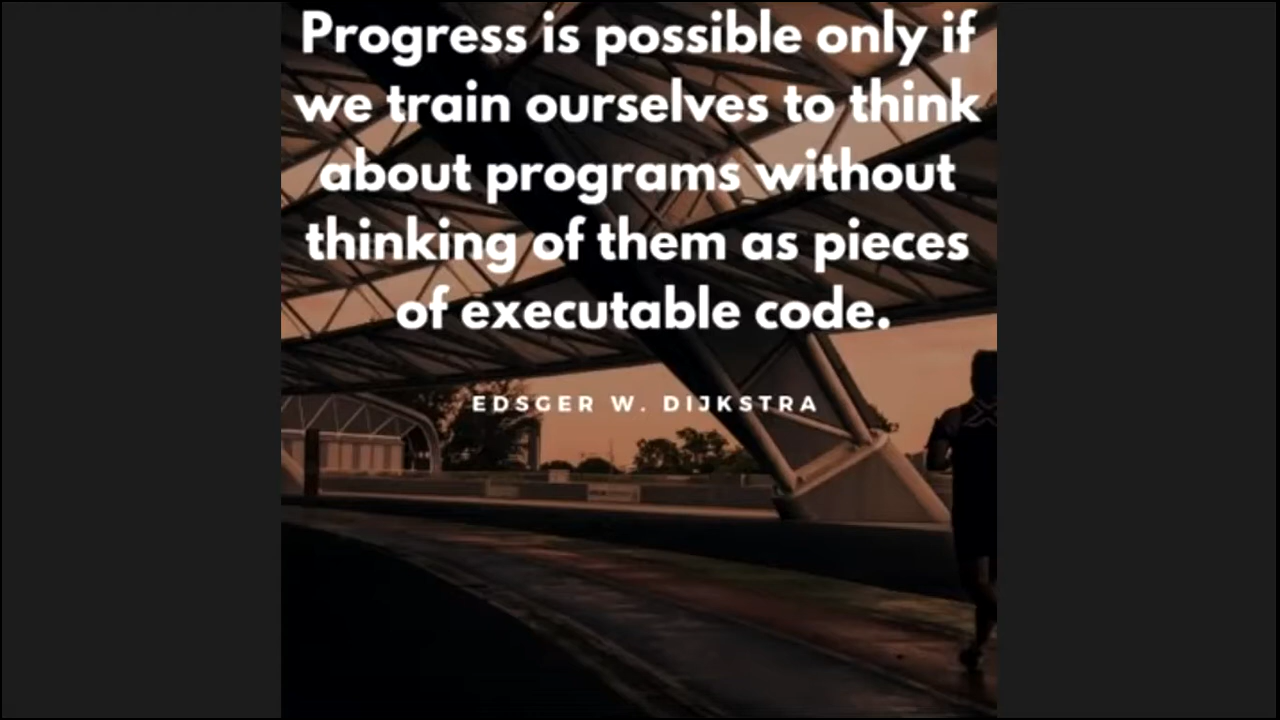 Progress is possible only if
we train ourselves to think
about programs without
thinking of them as pieces
of executable code.
EDSGER W. DIJKSTRA